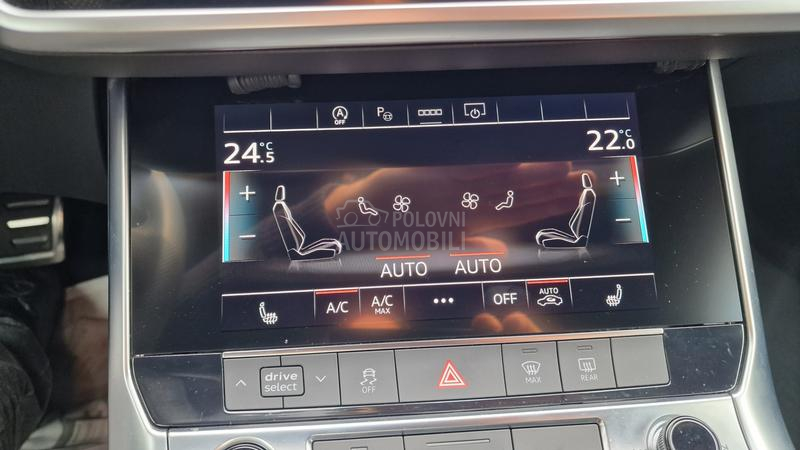 A OFF P
24.5 °C 22.0 °C
+ +
POLOVNI
AUTOMOBILI
− −
AUTO AUTO
A/C A/C MAX ••• OFF AUTO
drive select OFF MAX REAR